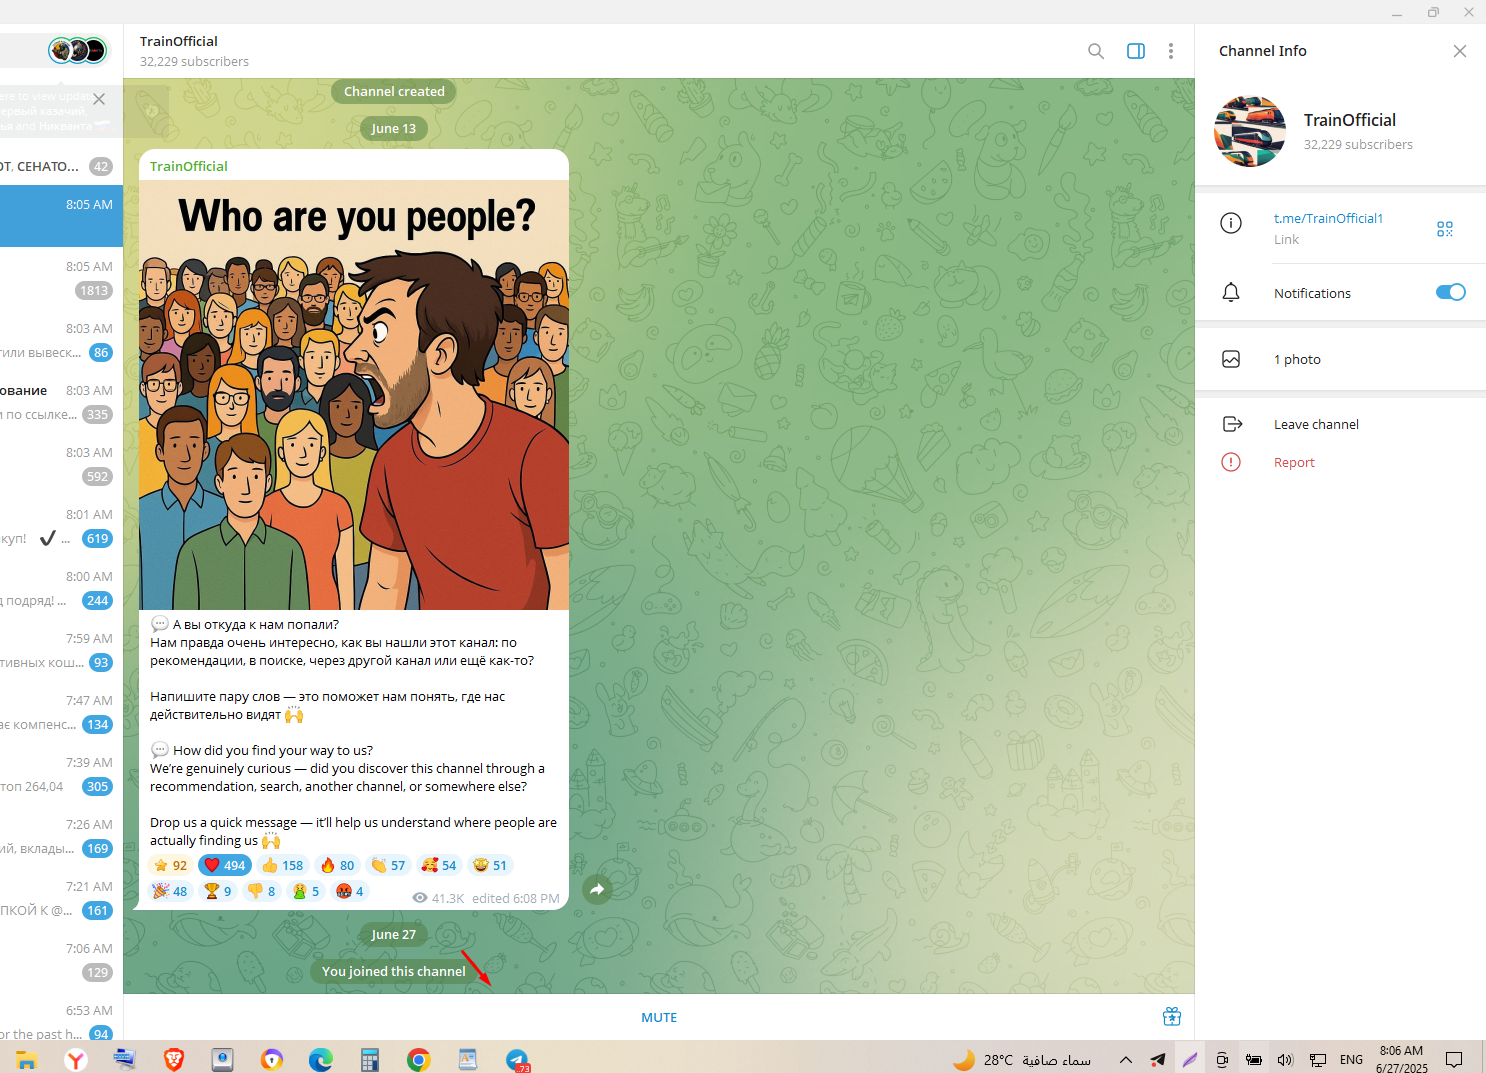 TrainOfficial
32,229 subscribers
Channel Info
ere to view updat
ервый казачий,
ья and Никвита
ОТ, СЕНАТО... 42
8:05 AM
8:05 AM
1813
8:03 AM
тили вывеск... 86
ование 8:03 AM
и по ссылке... 335
8:03 AM
592
8:01 AM
куп! ✔ ... 619
8:00 AM
д подряд! ... 244
7:59 AM
тивных кош... 93
7:47 AM
ає компенс... 134
7:39 AM
топ 264,04 305
7:26 AM
ий, вклады... 169
7:21 AM
ПКОЙ К @... 161
7:06 AM
129
6:53 AM
or the past h... 94
Channel created
June 13
TrainOfficial
Who are you people?
💬 А вы откуда к нам попали?
Нам правда очень интересно, как вы нашли этот канал: по
рекомендации, в поиске, через другой канал или ещё как-то?
Напишите пару слов — это поможет нам понять, где нас
действительно видят 🙌
💬 How did you find your way to us?
We're genuinely curious — did you discover this channel through a
recommendation, search, another channel, or somewhere else?
Drop us a quick message — it'll help us understand where people are
actually finding us 🙌
⭐ 92 ❤ 494 👍 158 🔥 80 👏 57 🥰 54 🤩 51
🎉 48 🏆 9 👎 8 🤮 5 🤬 4
41.3K edited 6:08 PM
June 27
You joined this channel
MUTE
TrainOfficial
32,229 subscribers
t.me/TrainOfficial1
Link
Notifications
1 photo
Leave channel
Report
.73
28°C سماء صافية
ENG
8:06 AM
6/27/2025